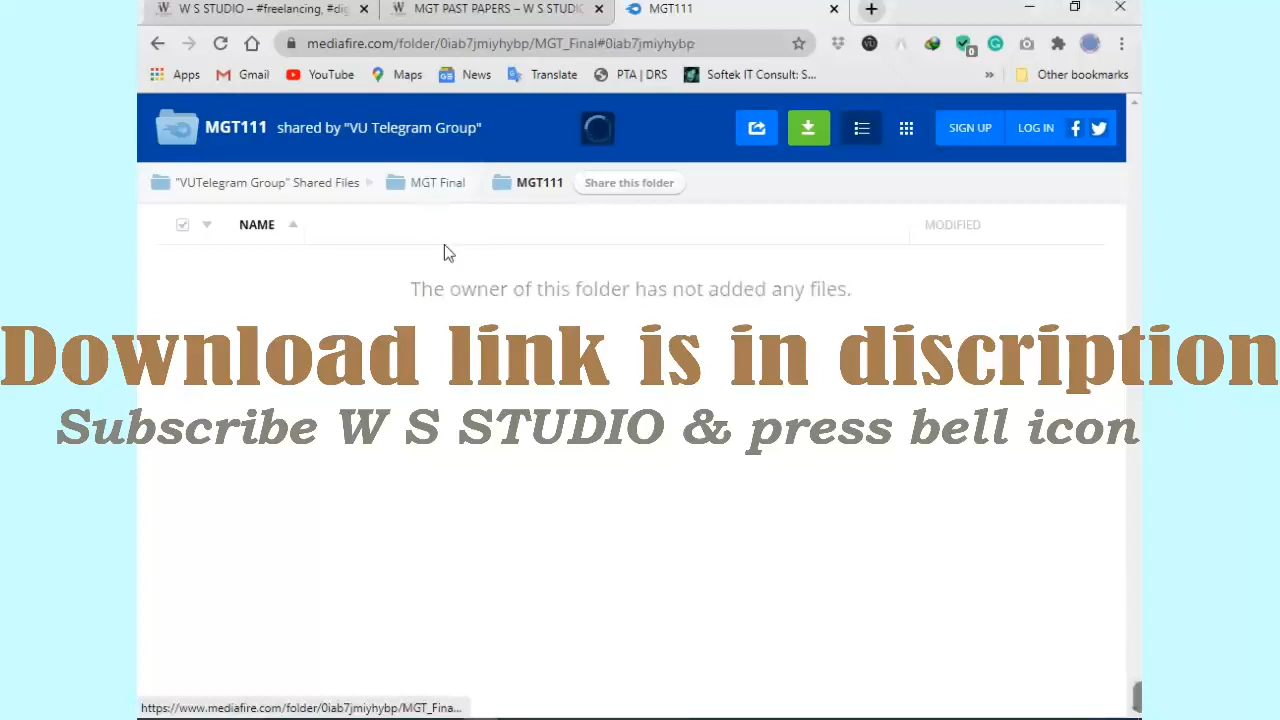 W S STUDIO – #freelancing, #dig
MGT PAST PAPERS – W S STUDIO
MGT111
mediafire.com/folder/0iab7jmiyhybp/MGT_Final#0iab7jmiyhybp
0
Apps
Gmail
YouTube
Maps
News
Translate
PTA | DRS
Softek IT Consult: S...
»
Other bookmarks
MGT111 shared by "VU Telegram Group"
SIGN UP
LOG IN
"VUTelegram Group" Shared Files
MGT Final
MGT111
Share this folder
NAME
MODIFIED
The owner of this folder has not added any files.
Download link is in discription
Subscribe W S STUDIO & press bell icon
https://www.mediafire.com/folder/0iab7jmiyhybp/MGT_Fina...